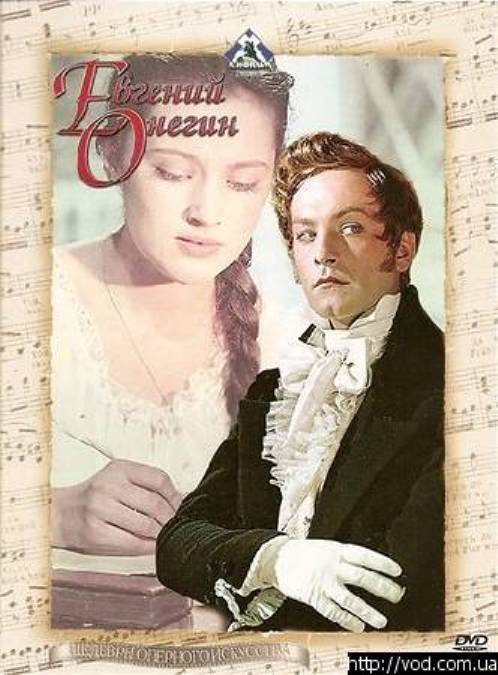 Евгений
Онегин
ШЕДЕВРЫ ОПЕРНОГО ИСКУССТВА
DVD
http://vod.com.ua